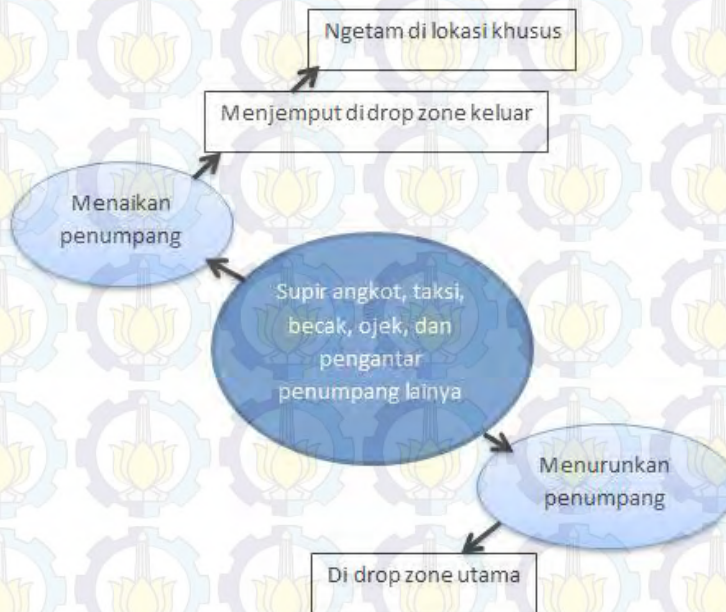 Ngetam di lokasi khusus
Menjemput di drop zone keluar
Menaikan
penumpang
Supir angkot, taksi,
becak, ojek, dan
pengantar
penumpang lainya
Menurunkan
penumpang
Di drop zone utama